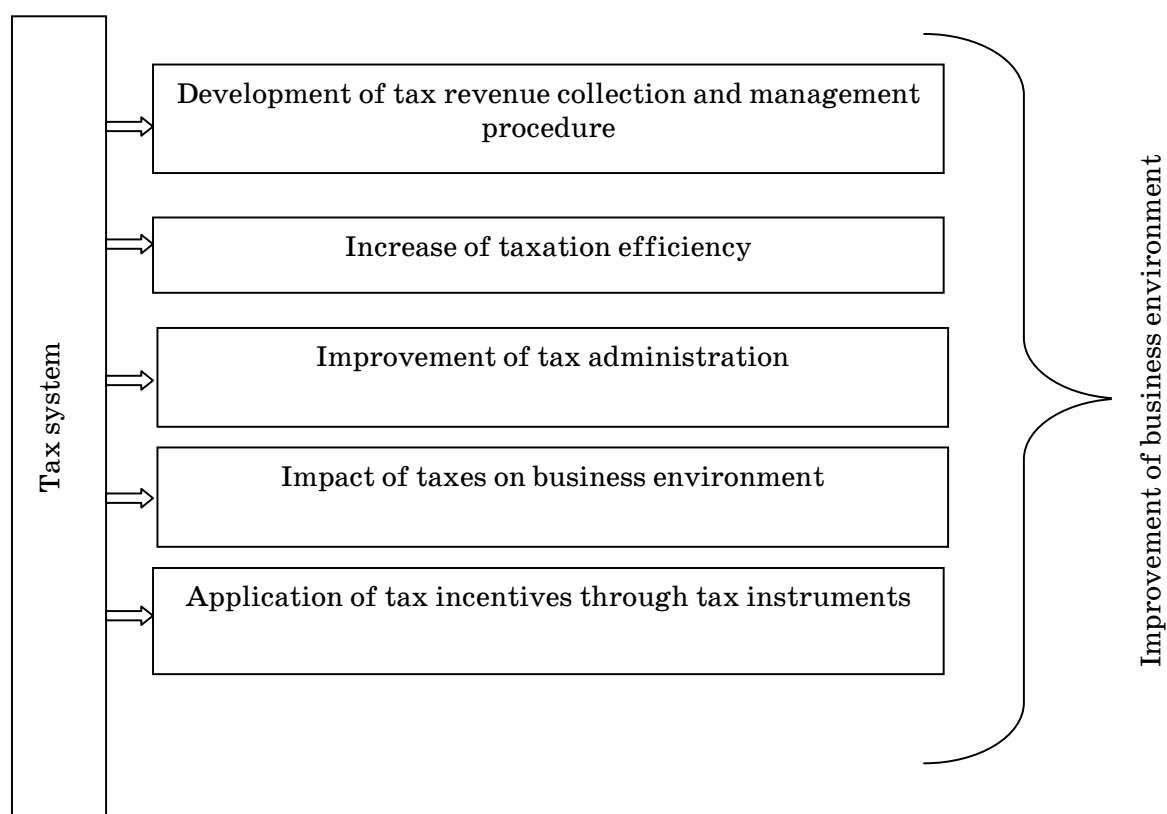 Tax system
Development of tax revenue collection and management
procedure
Increase of taxation efficiency
Improvement of tax administration
Impact of taxes on business environment
Application of tax incentives through tax instruments
Improvement of business environment